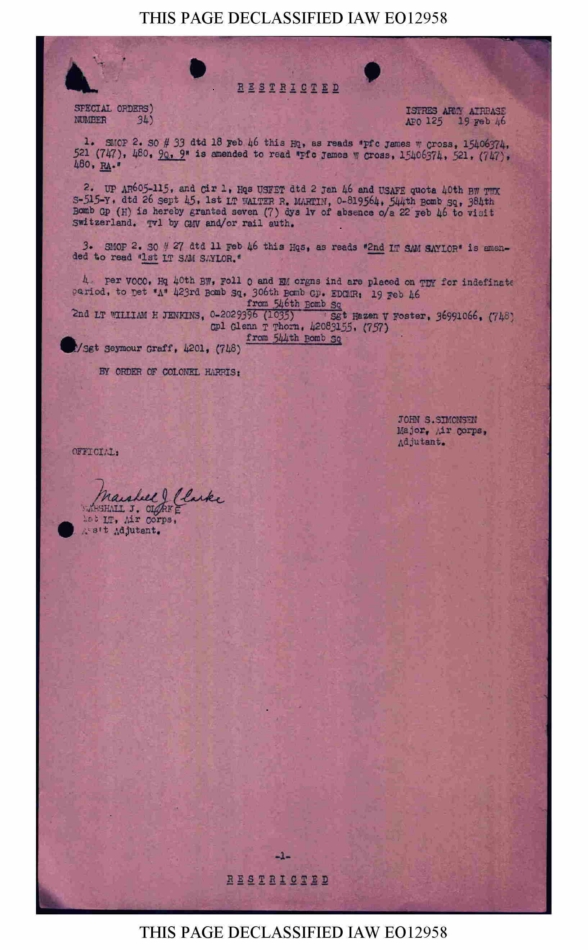 THIS PAGE DECLASSIFIED IAW EO12958
RESTRICTED
SPECIAL ORDERS)
NUMBER 34)
ISTRES ARMY AIRBASE
APO 125 19 Feb 46
1. SMOP 2. SO # 33 dtd 18 Feb 46 this Hq, as reads "Pfc James W Cross, 15406374,
521 (747), 480, 9q, 9" is amended to read "Pfc James W Cross, 15406374, 521, (747),
480, RA."
2. UP AR605-115, and Cir 1, Hqs USFET dtd 2 Jan 46 and USAFE quota 40th BW TWX
S-515-Y, dtd 26 Sept 45, 1st LT WALTER R. MARTIN, O-819564, 544th Bomb Sq, 384th
Bomb Gp (H) is hereby granted seven (7) dys lv of absence o/a 22 Feb 46 to visit
Switzerland. Tvl by GMV and/or rail auth.
3. SMOP 2. SO # 27 dtd 11 Feb 46 this Hqs, as reads "2nd LT SAM SAYLOR" is amen-
ded to read "1st LT SAM SAYLOR."
4. Per VOCO, Hq 40th BW, Foll O and EM orgns ind are placed on TDY for indefinate
period, to Det "A" 423rd Bomb Sq, 306th Bomb Gp. EDCMR: 19 Feb 46
from 546th Bomb Sq
2nd LT WILLIAM H JENKINS, O-2029396 (1035) Sgt Hazen V Foster, 36991066, (748)
Cpl Glenn T Thorn, 42083155, (757)
from 544th Bomb Sq
/Sgt Seymour Graff, 4201, (748)
BY ORDER OF COLONEL HARRIS:
JOHN S.SIMONSEN
Major, Air Corps,
Adjutant.
OFFICIAL:
Marshall J. Clarke
MARSHALL J. CLARKE
1st LT, Air Corps,
Ass't Adjutant.
-1-
RESTRICTED
THIS PAGE DECLASSIFIED IAW EO12958